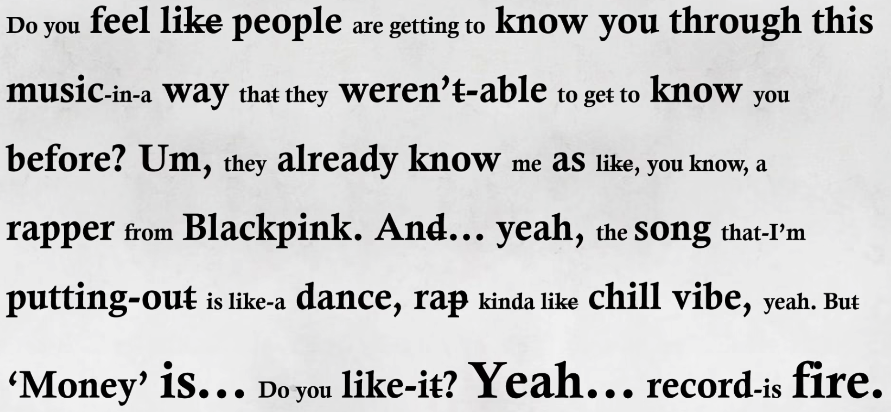 Do you feel like people are getting to know you through this
music-in-a way that they weren't-able to get to know you
before? Um, they already know me as like, you know, a
rapper from Blackpink. And... yeah, the song that-I'm
putting-out is like-a dance, rap kinda like chill vibe, yeah. But
‘Money’ is... Do you like-it? Yeah... record-is fire.